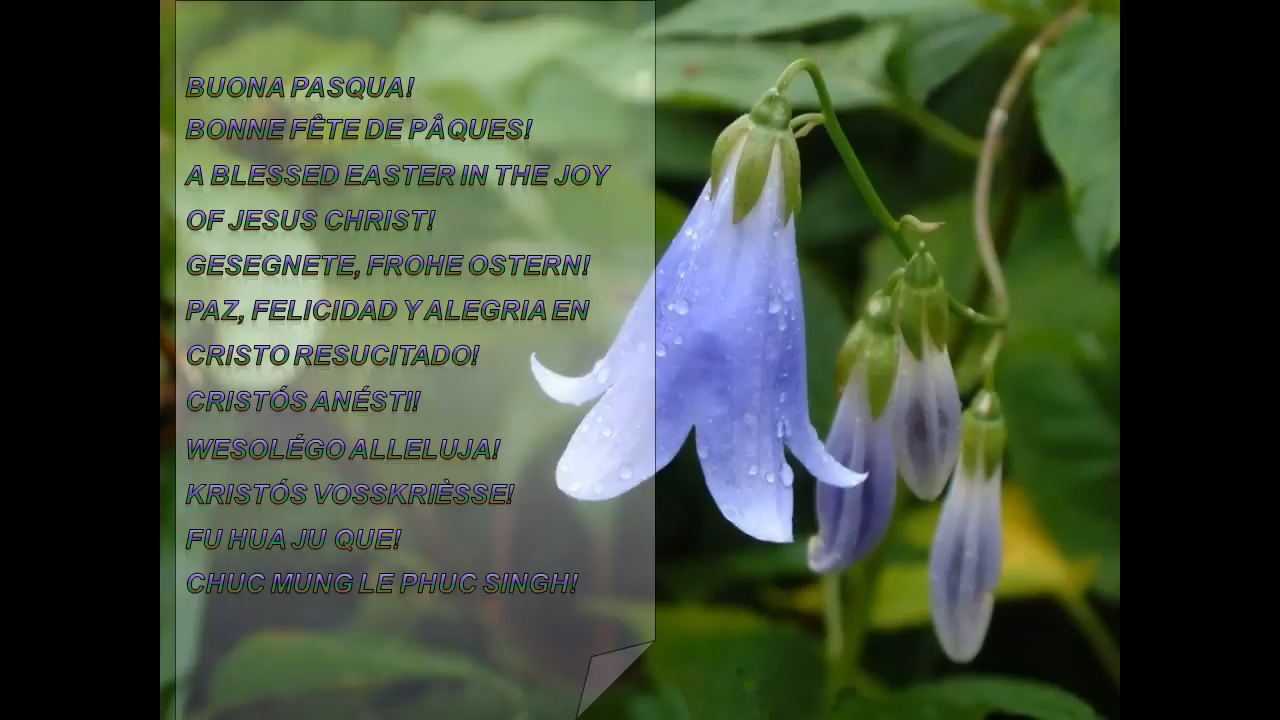 BUONA PASQUA!
BONNE FÊTE DE PÂQUES!
A BLESSED EASTER IN THE JOY
OF JESUS CHRIST!
GESEGNETE, FROHE OSTERN!
PAZ, FELICIDAD Y ALEGRIA EN
CRISTO RESUCITADO!
CRISTÓS ANÉSTI!
WESOLÉGO ALLELUJA!
KRISTÓS VOSSKRIÈSSE!
FU HUA JU QUE!
CHUC MUNG LE PHUC SINGH!